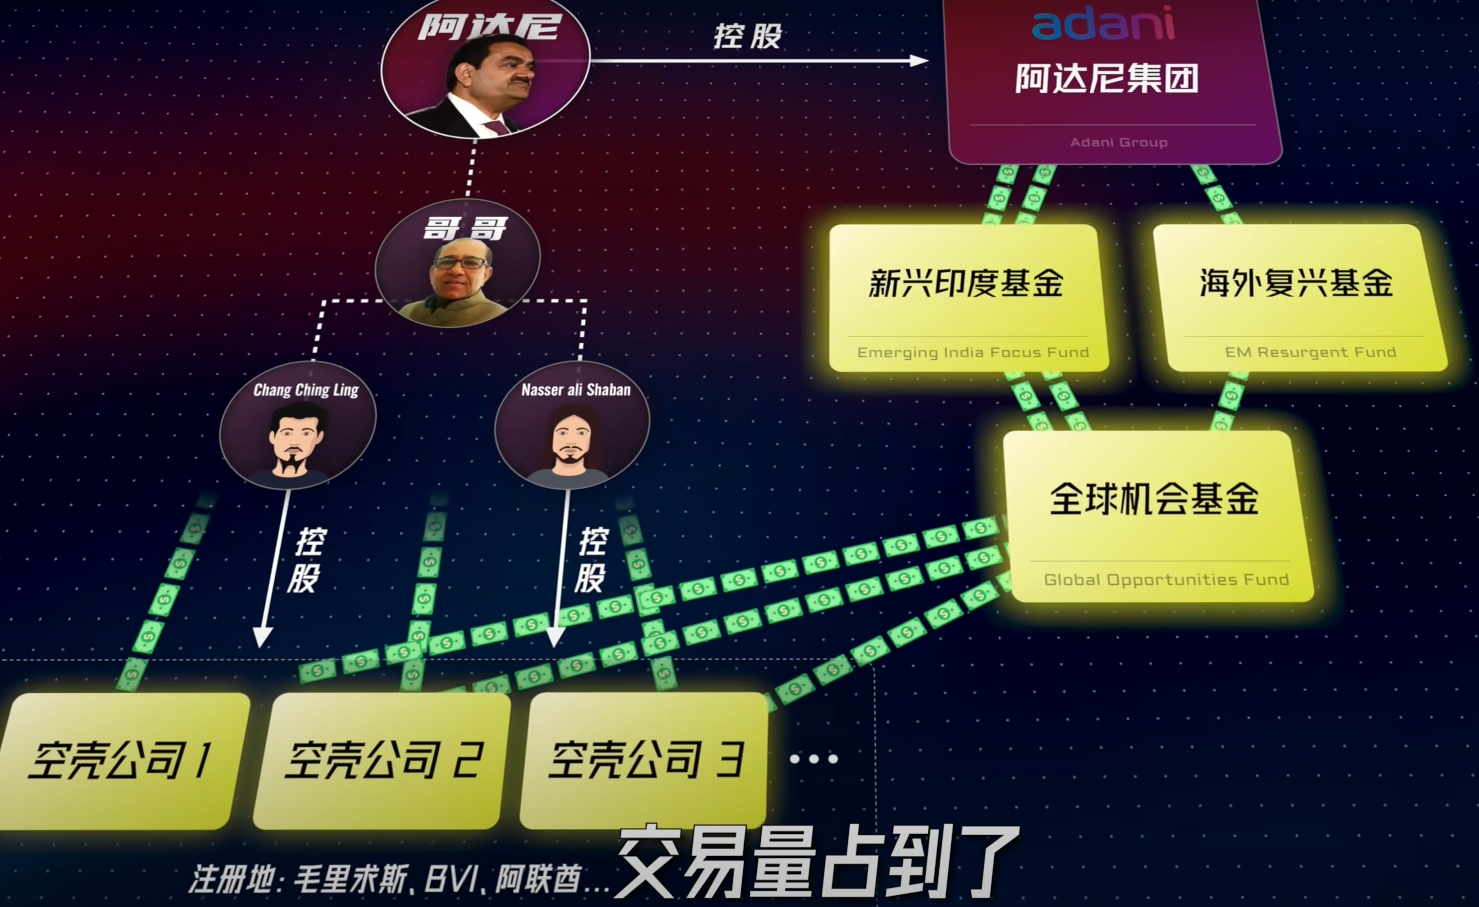 阿达尼
控股
adani
阿达尼集团
Adani Group
哥哥
新兴印度基金
Emerging India Focus Fund
海外复兴基金
EM Resurgent Fund
Chang Ching Ling
Nasser ali Shaban
控股
控股
全球机会基金
Global Opportunities Fund
空壳公司 1
空壳公司 2
空壳公司 3
...
注册地: 毛里求斯、BVI、阿联酋...
交易量占到了